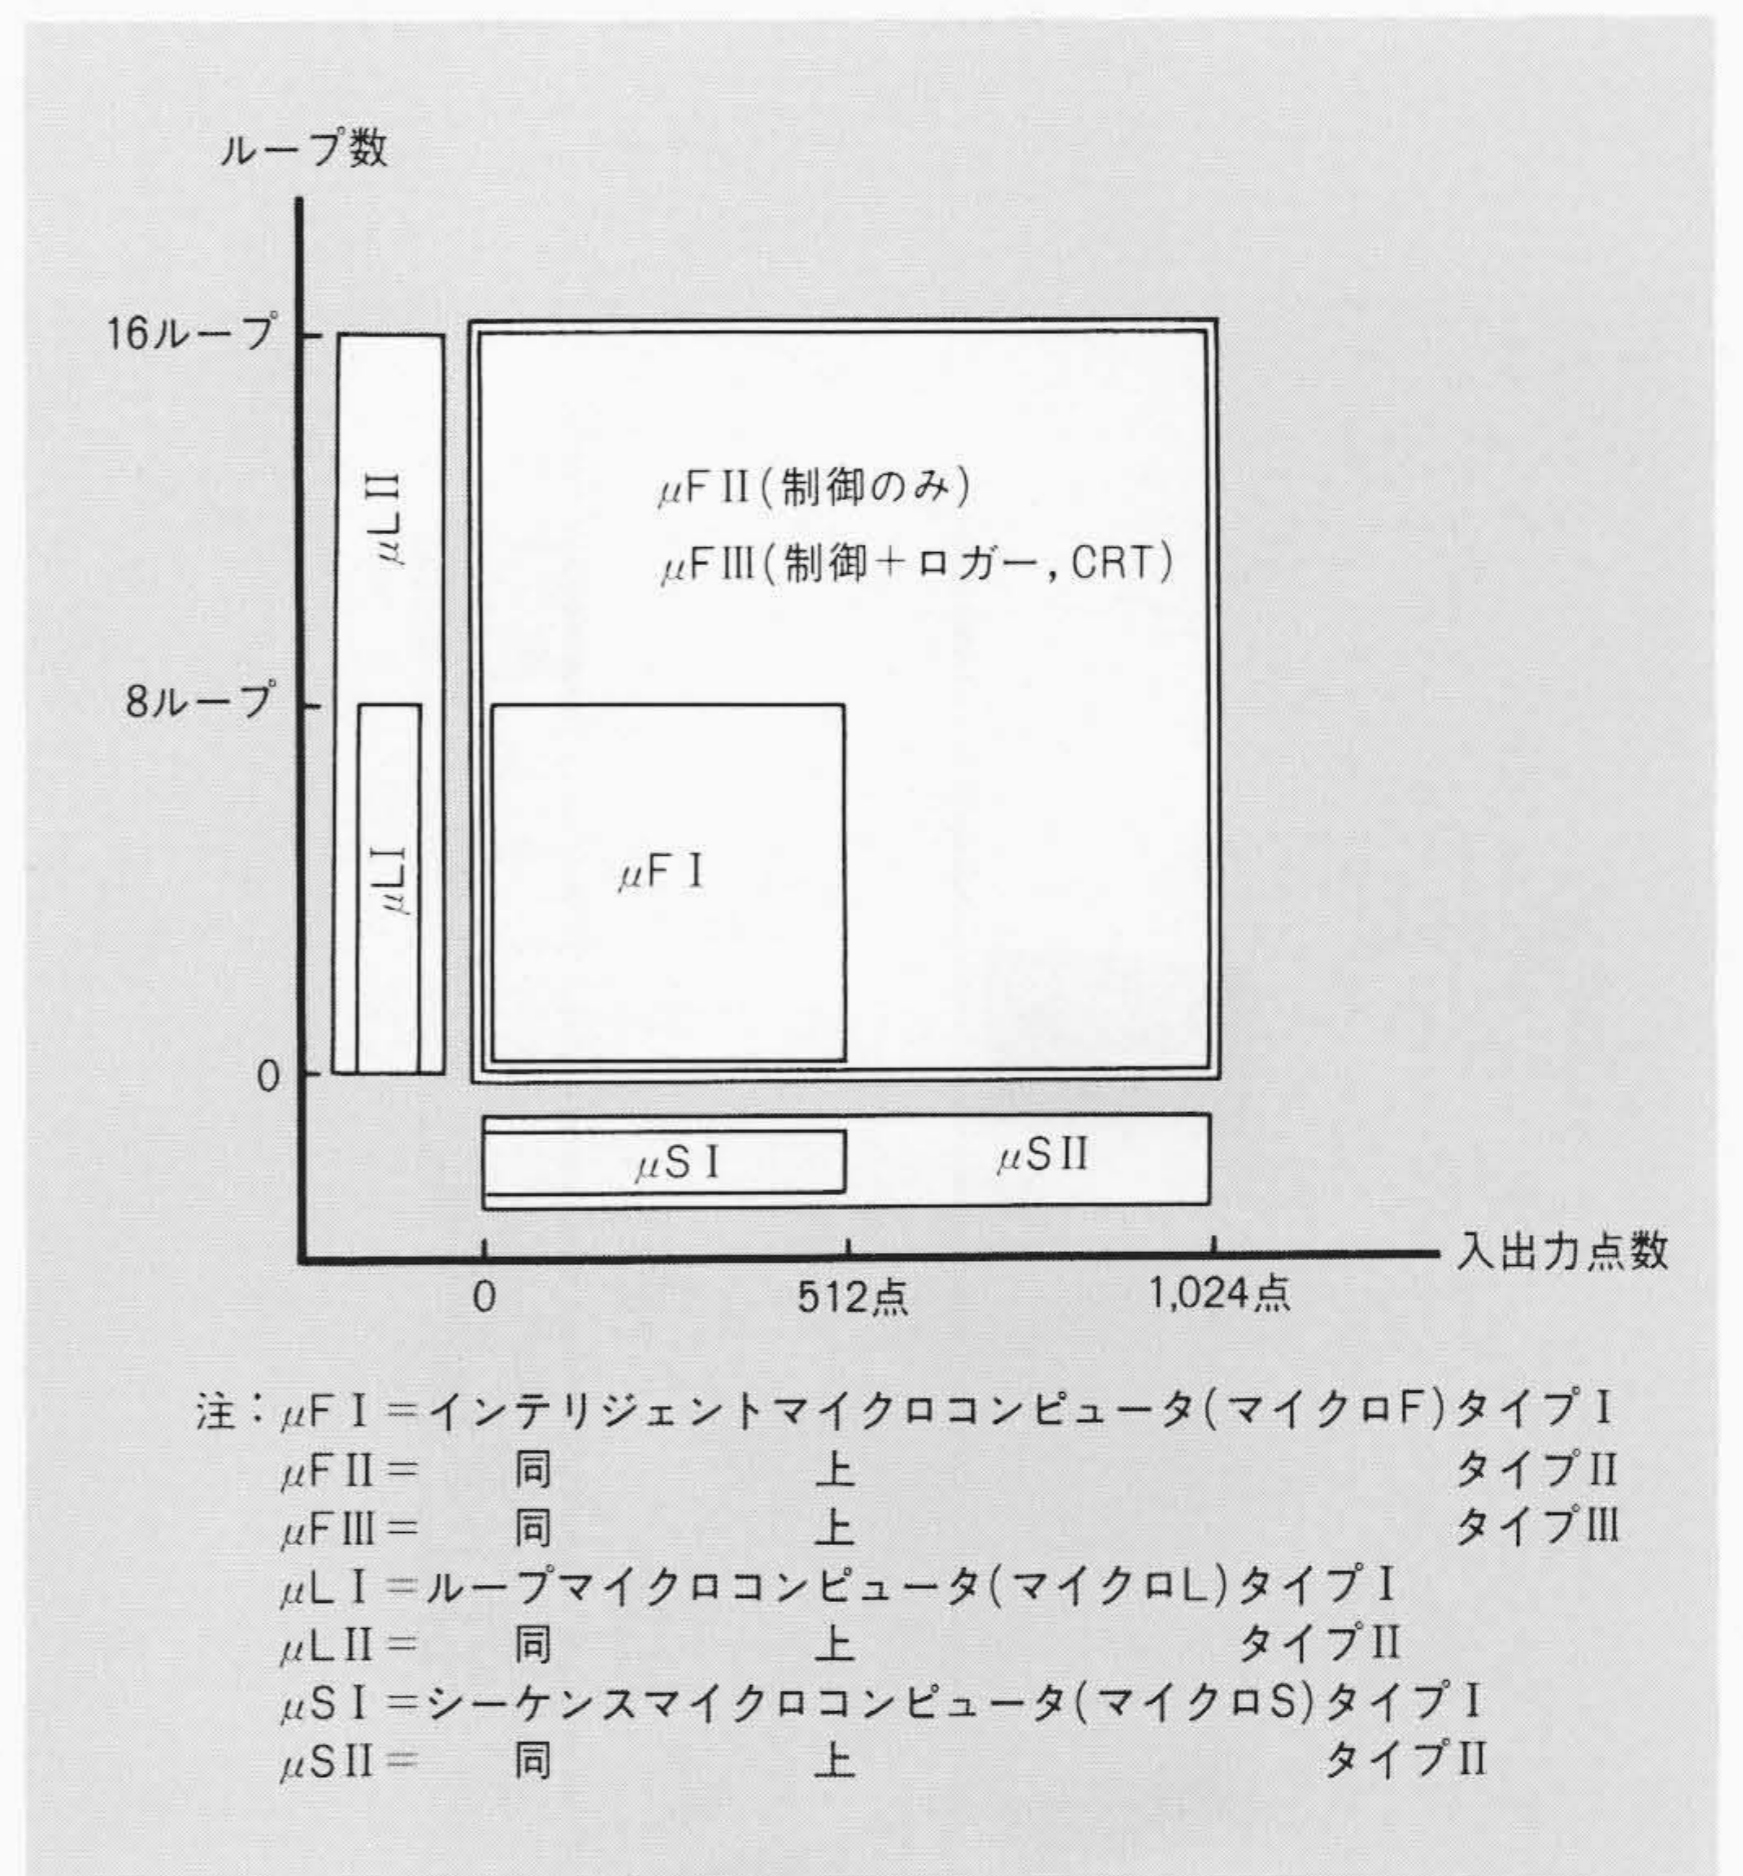 ループ数
16ループ
μLII
μFII(制御のみ)
μFIII(制御+ロガー,CRT)
8ループ
μLI
μFI
0
μSI
μSII
入出力点数
0
512点
1,024点
注:μFI=インテリジェントマイクロコンピュータ(マイクロF)タイプI
μFII= 同 上 タイプII
μFIII= 同 上 タイプIII
μLI=ループマイクロコンピュータ(マイクロL)タイプI
μLII= 同 上 タイプII
μSI=シーケンスマイクロコンピュータ(マイクロS)タイプI
μSII= 同 上 タイプII